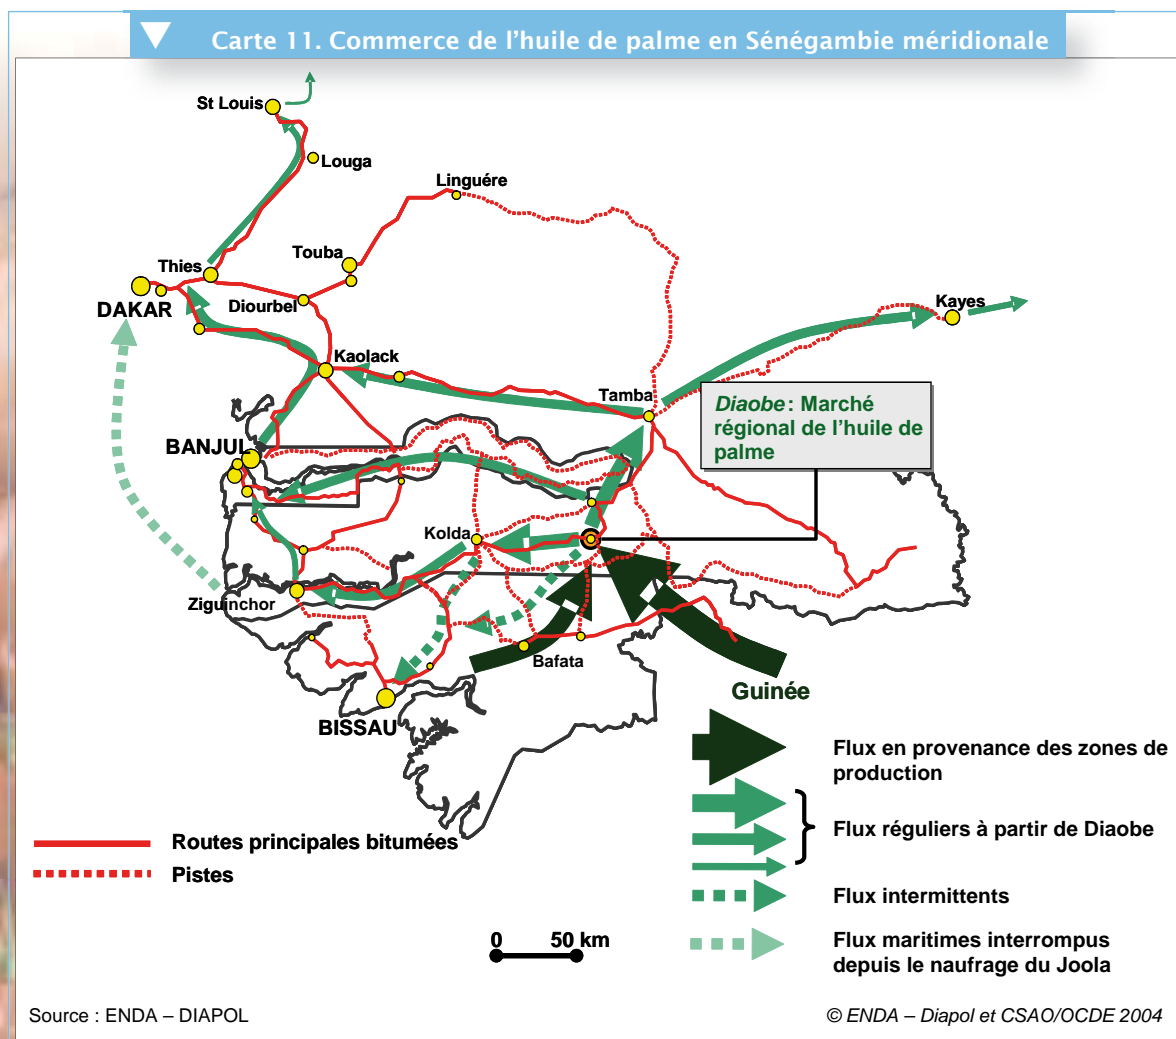 Carte 11. Commerce de l'huile de palme en Sénégambie méridionale
St Louis
Louga
Linguére
Touba
Thies
DAKAR
Diourbel
Kayes
Kaolack
Tamba
Diaobe: Marché
régional de l'huile de
palme
BANJUL
Kolda
Ziguinchor
Bafata
Guinée
BISSAU
Flux en provenance des zones de
production
Flux réguliers à partir de Diaobe
Routes principales bitumées
Pistes
Flux intermittents
0 50 km
Flux maritimes interrompus
depuis le naufrage du Joola
Source : ENDA – DIAPOL
© ENDA – Diapol et CSAO/OCDE 2004